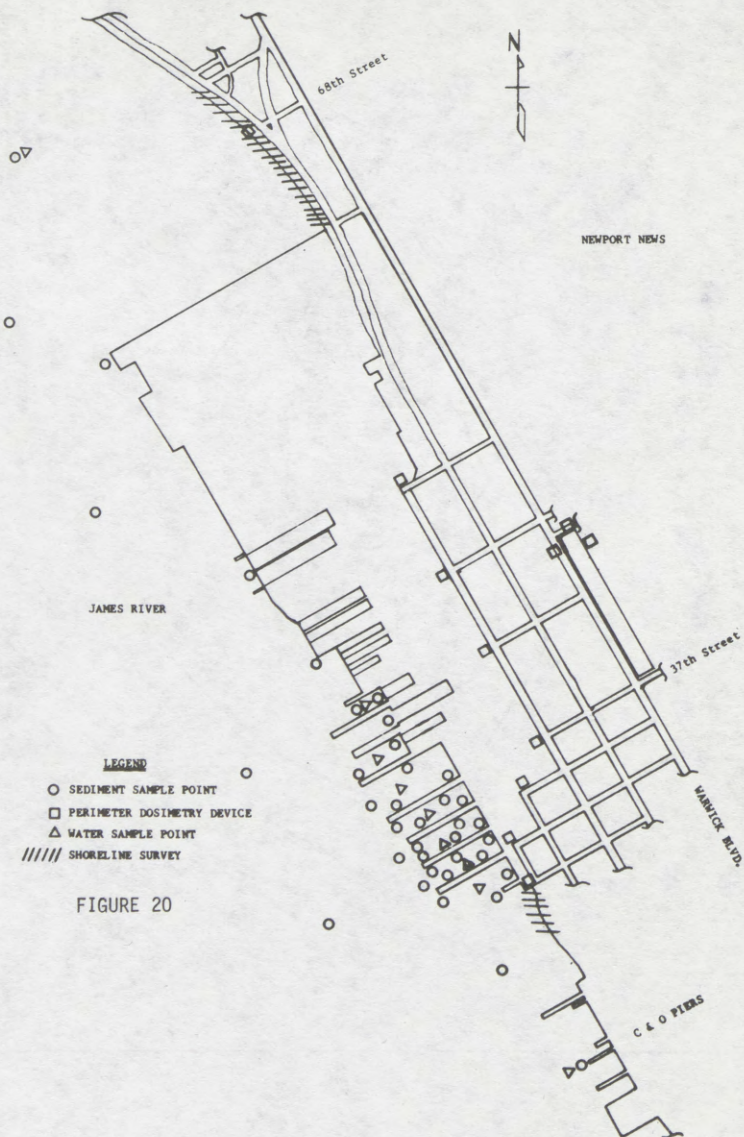 N
68th Street
NEWPORT NEWS
JAMES RIVER
37th Street
LEGEND
SEDIMENT SAMPLE POINT
PERIMETER DOSIMETRY DEVICE
WATER SAMPLE POINT
SHORELINE SURVEY
WARWICK BLVD.
FIGURE 20
C & O PIERS